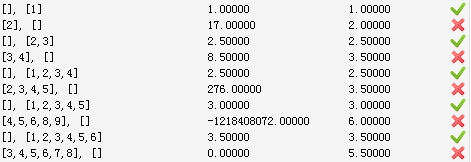 [], [1] 1.00000 1.00000
[2], [] 17.00000 2.00000
[], [2,3] 2.50000 2.50000
[3,4], [] 8.50000 3.50000
[], [1,2,3,4] 2.50000 2.50000
[2,3,4,5], [] 276.00000 3.50000
[], [1,2,3,4,5] 3.00000 3.00000
[4,5,6,8,9], [] -1218408072.00000 6.00000
[], [1,2,3,4,5,6] 3.50000 3.50000
[3,4,5,6,7,8], [] 0.00000 5.50000